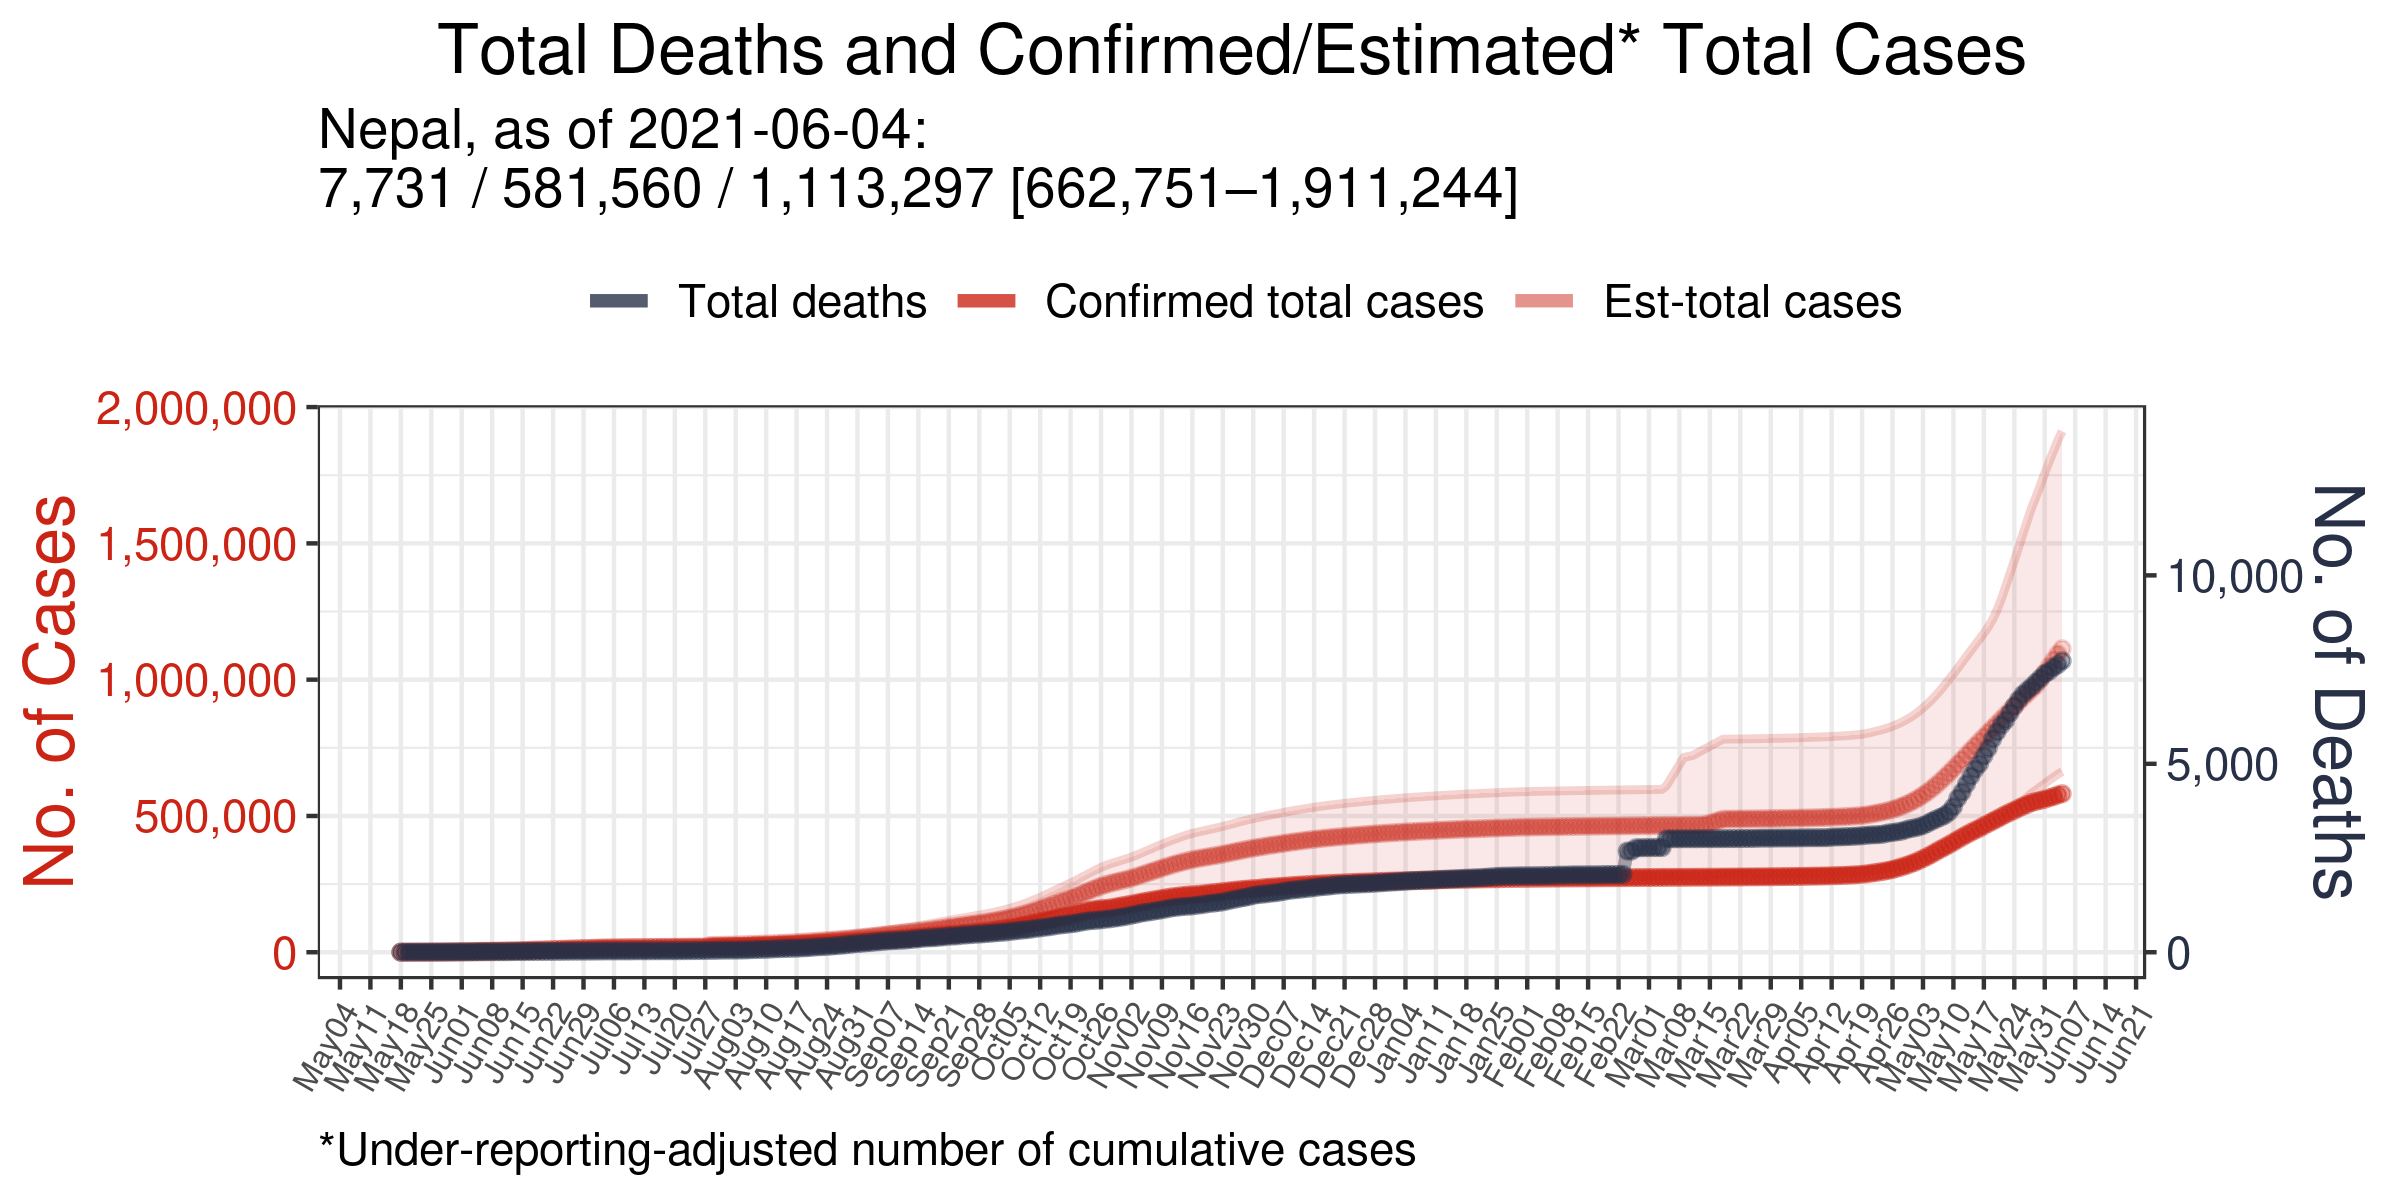 Total Deaths and Confirmed/Estimated* Total Cases
Nepal, as of 2021-06-04:
7,731 / 581,560 / 1,113,297 [662,751–1,911,244]
Total deaths
Confirmed total cases
Est-total cases
No. of Cases
2,000,000
1,500,000
1,000,000
500,000
0
10,000
5,000
0
No. of Deaths
May04
May11
May18
May25
Jun01
Jun08
Jun15
Jun22
Jun29
Jul06
Jul13
Jul20
Jul27
Aug03
Aug10
Aug17
Aug24
Aug31
Sep07
Sep14
Sep21
Sep28
Oct05
Oct12
Oct19
Oct26
Nov02
Nov09
Nov16
Nov23
Nov30
Dec07
Dec14
Dec21
Dec28
Jan04
Jan11
Jan18
Jan25
Feb01
Feb08
Feb15
Feb22
Mar01
Mar08
Mar15
Mar22
Mar29
Apr05
Apr12
Apr19
Apr26
May03
May10
May17
May24
May31
Jun07
Jun14
Jun21
*Under-reporting-adjusted number of cumulative cases